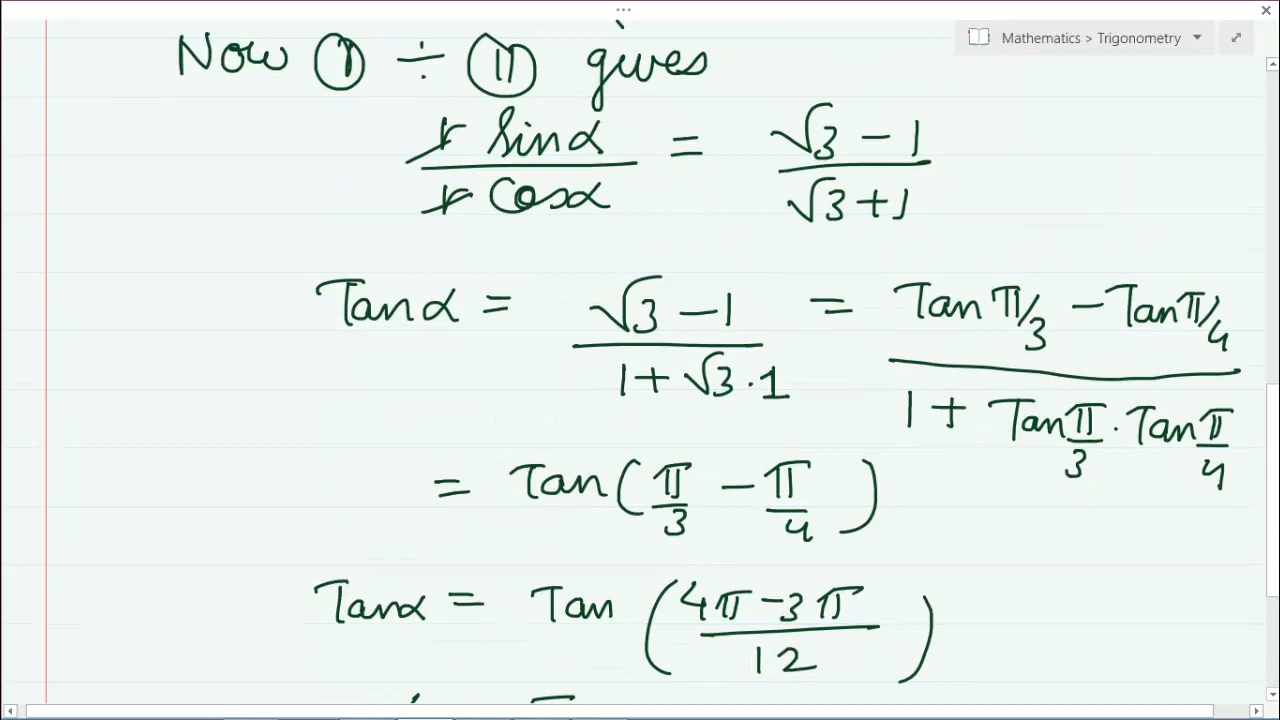 Mathematics > Trigonometry
Now Ⓘ ÷ Ⓘ Ⓘ gives
r sinα / r cosα = √3 - 1 / √3 + 1
Tanα = √3 - 1 / 1 + √3 · 1 = Tan π/3 - Tan π/4 / 1 + Tan π/3 · Tan π/4
= Tan(π/3 - π/4)
Tanα = Tan (4π - 3π / 12)